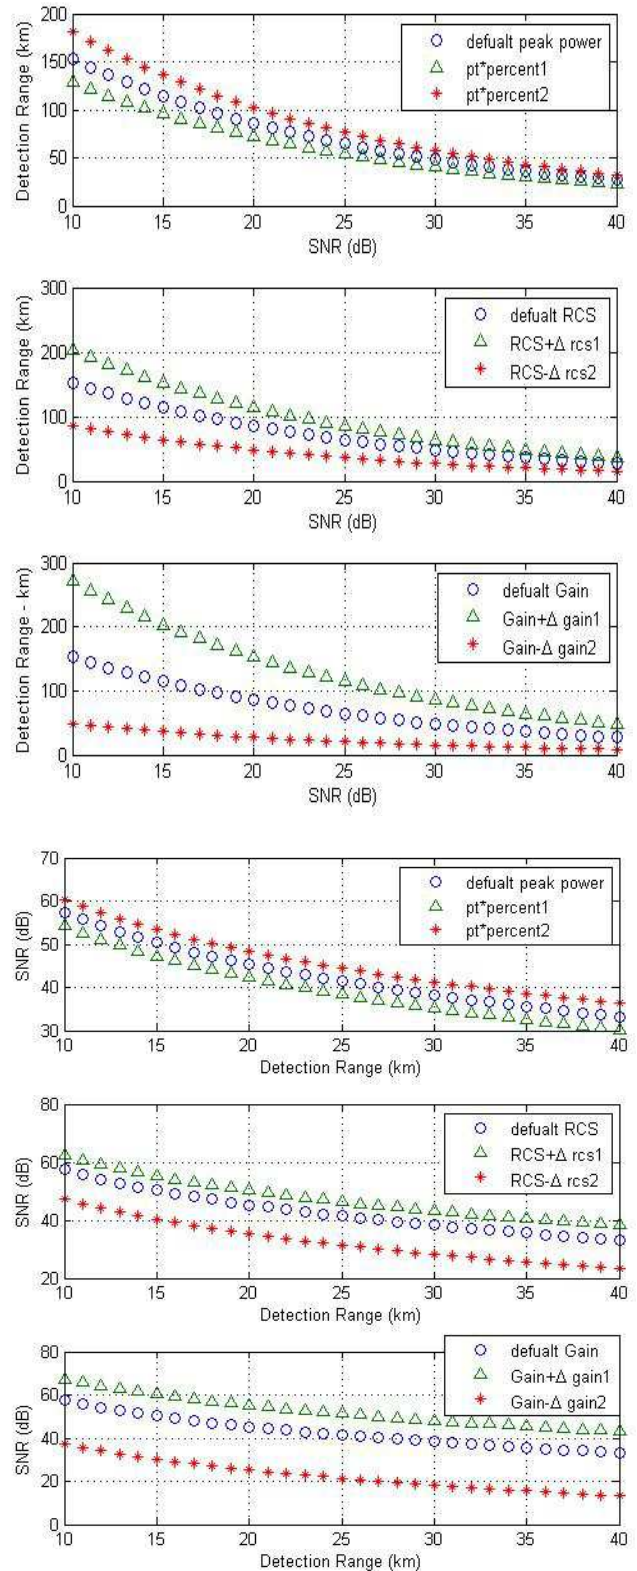 200
150
100
50
0
Detection Range (km)
defualt peak power
pt*percent1
pt*percent2
10 15 20 25 30 35 40
SNR (dB)
300
200
100
0
Detection Range (km)
defualt RCS
RCS+Δ rcs1
RCS-Δ rcs2
10 15 20 25 30 35 40
SNR (dB)
300
200
100
0
Detection Range - km)
defualt Gain
Gain+Δ gain1
Gain-Δ gain2
10 15 20 25 30 35 40
SNR (dB)
70
60
50
40
30
SNR (dB)
defualt peak power
pt*percent1
pt*percent2
10 15 20 25 30 35 40
Detection Range (km)
80
60
40
20
SNR (dB)
defualt RCS
RCS+Δ rcs1
RCS-Δ rcs2
10 15 20 25 30 35 40
Detection Range (km)
80
60
40
20
0
SNR (dB)
defualt Gain
Gain+Δ gain1
Gain-Δ gain2
10 15 20 25 30 35 40
Detection Range (km)